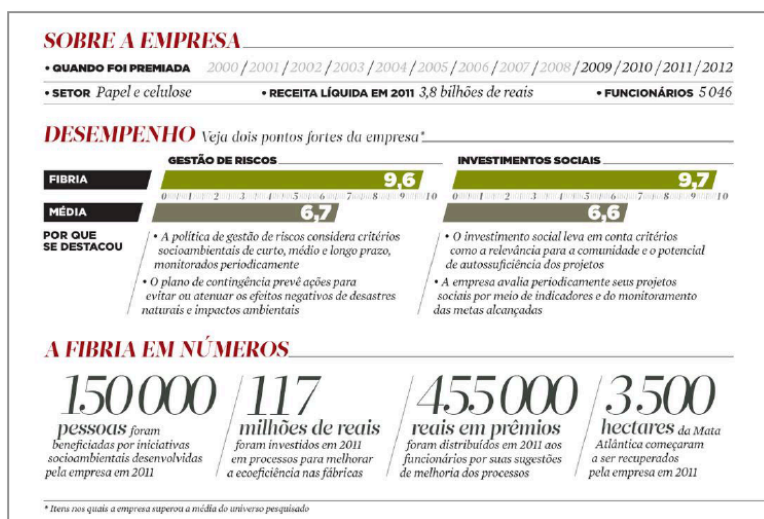 SOBRE A EMPRESA
• QUANDO FOI PREMIADA 2000/2001/2002/2003/2004/2005/2006/2007/2008/2009/2010/2011/2012
• SETOR Papel e celulose • RECEITA LÍQUIDA EM 2011 3,8 bilhões de reais • FUNCIONÁRIOS 5 046
DESEMPENHO Veja dois pontos fortes da empresa*
GESTÃO DE RISCOS INVESTIMENTOS SOCIAIS
FIBRIA 9,6 9,7
0 1 2 3 4 5 6 7 8 9 10 0 1 2 3 4 5 6 7 8 9 10
MÉDIA 6,7 6,6
POR QUE
SE DESTACOU
• A política de gestão de riscos considera critérios
socioambientais de curto, médio e longo prazo,
monitorados periodicamente
• O plano de contingência prevê ações para
evitar ou atenuar os efeitos negativos de desastres
naturais e impactos ambientais
• O investimento social leva em conta critérios
como a relevância para a comunidade e o potencial
de autossuficiência dos projetos
• A empresa avalia periodicamente seus projetos
sociais por meio de indicadores e do monitoramento
das metas alcançadas
A FIBRIA EM NÚMEROS
150 000
pessoas foram
beneficiadas por iniciativas
socioambientais desenvolvidas
pela empresa em 2011
117
milhões de reais
foram investidos em 2011
em processos para melhorar
a ecoeficiência nas fábricas
455 000
reais em prêmios
foram distribuídos em 2011 aos
funcionários por suas sugestões
de melhoria dos processos
3 500
hectares da Mata
Atlântica começaram
a ser recuperados
pela empresa em 2011
* Itens nos quais a empresa superou a média do universo pesquisado